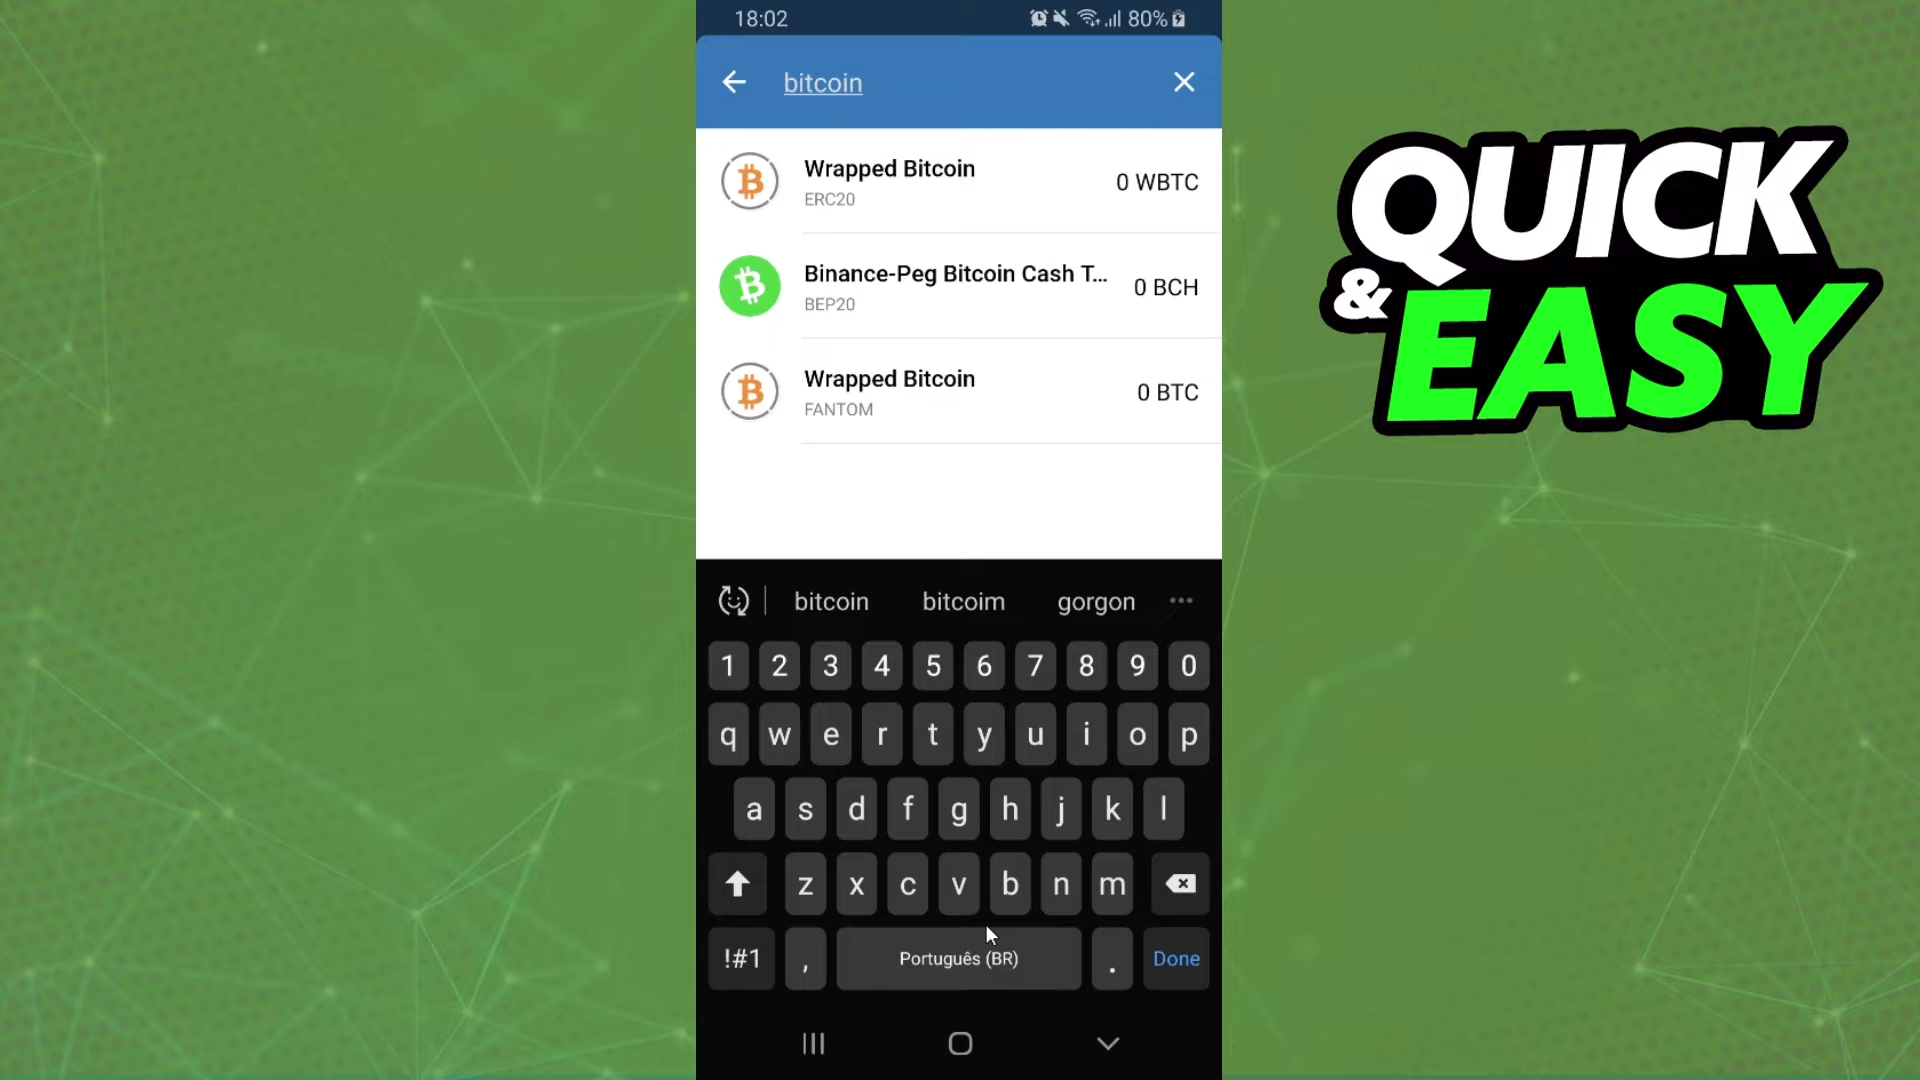 18:02
80%
bitcoin
Wrapped Bitcoin
0 WBTC
ERC20
Binance-Peg Bitcoin Cash T...
0 BCH
BEP20
Wrapped Bitcoin
0 BTC
FANTOM
bitcoin bitcoim gorgon
1 2 3 4 5 6 7 8 9 0
q w e r t y u i o p
a s d f g h j k l
z x c v b n m
!#1 , Português (BR) . Done
QUICK
& EASY